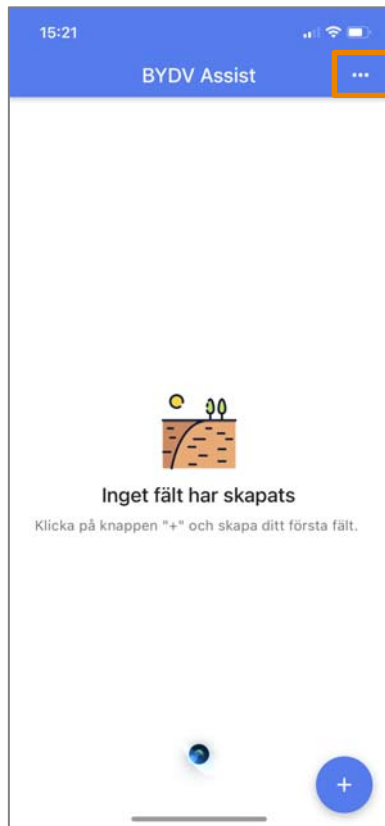 15:21
BYDV Assist
Inget fält har skapats
Klicka på knappen "+" och skapa ditt första fält.